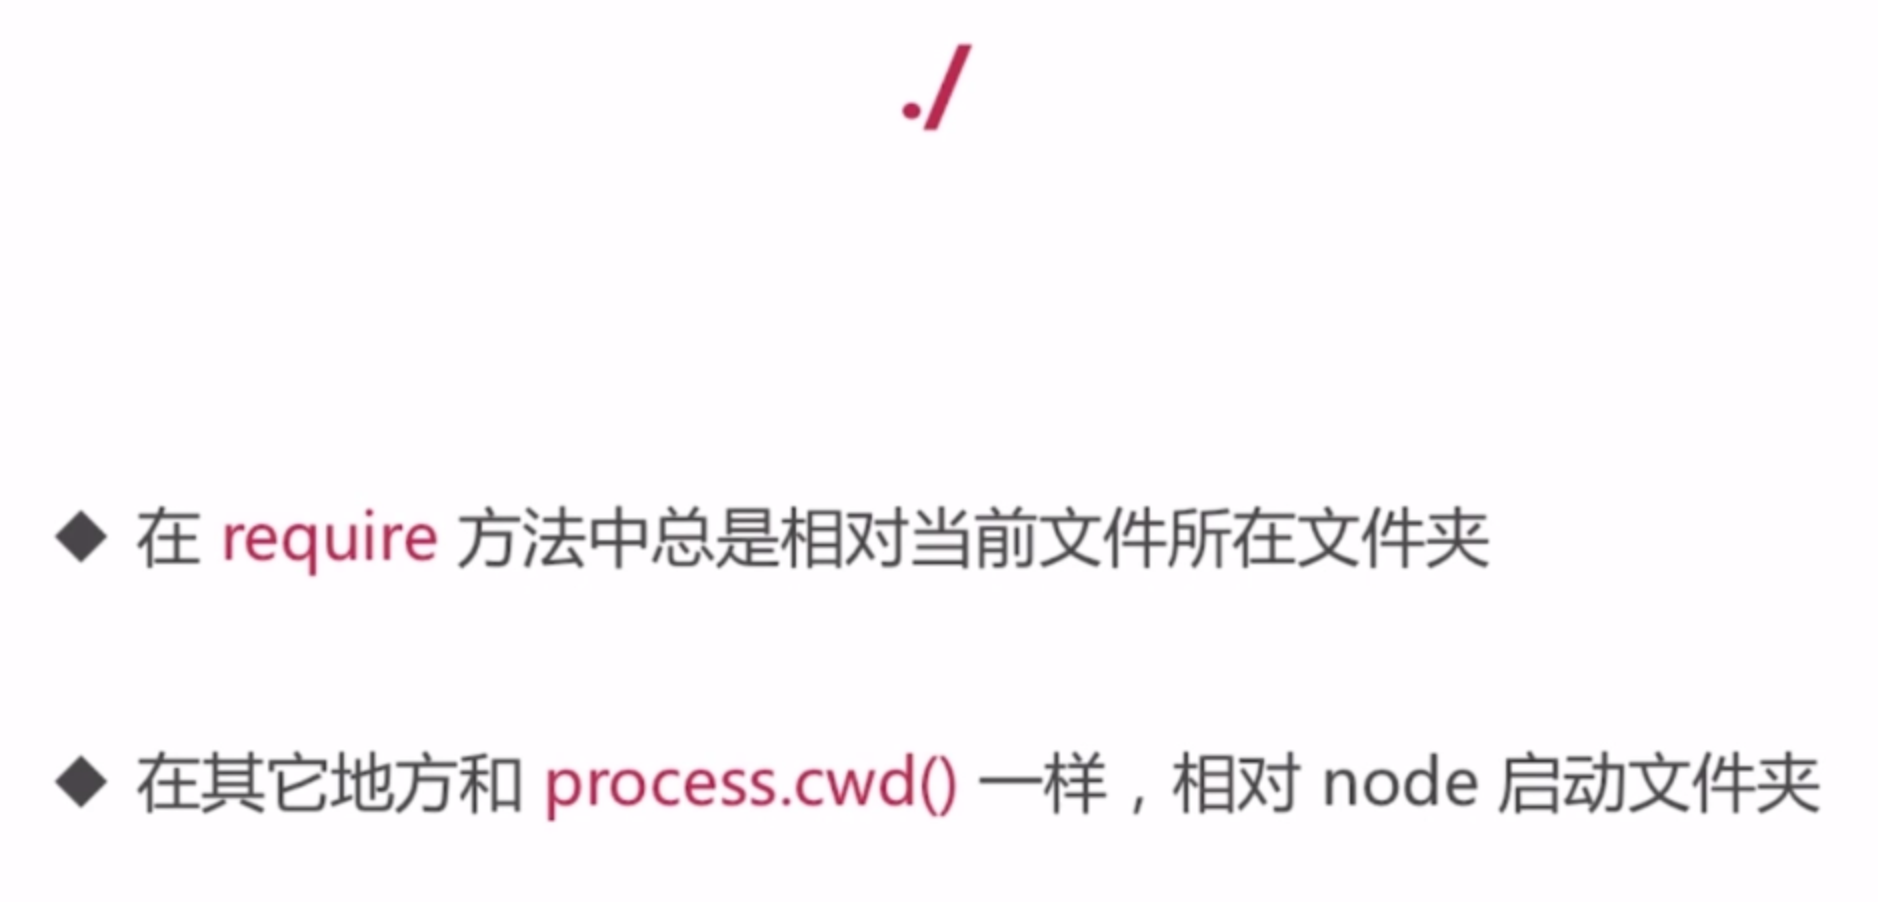 ./
◆ 在 require 方法中总是相对当前文件所在文件夹
◆ 在其它地方和 process.cwd() 一样，相对 node 启动文件夹